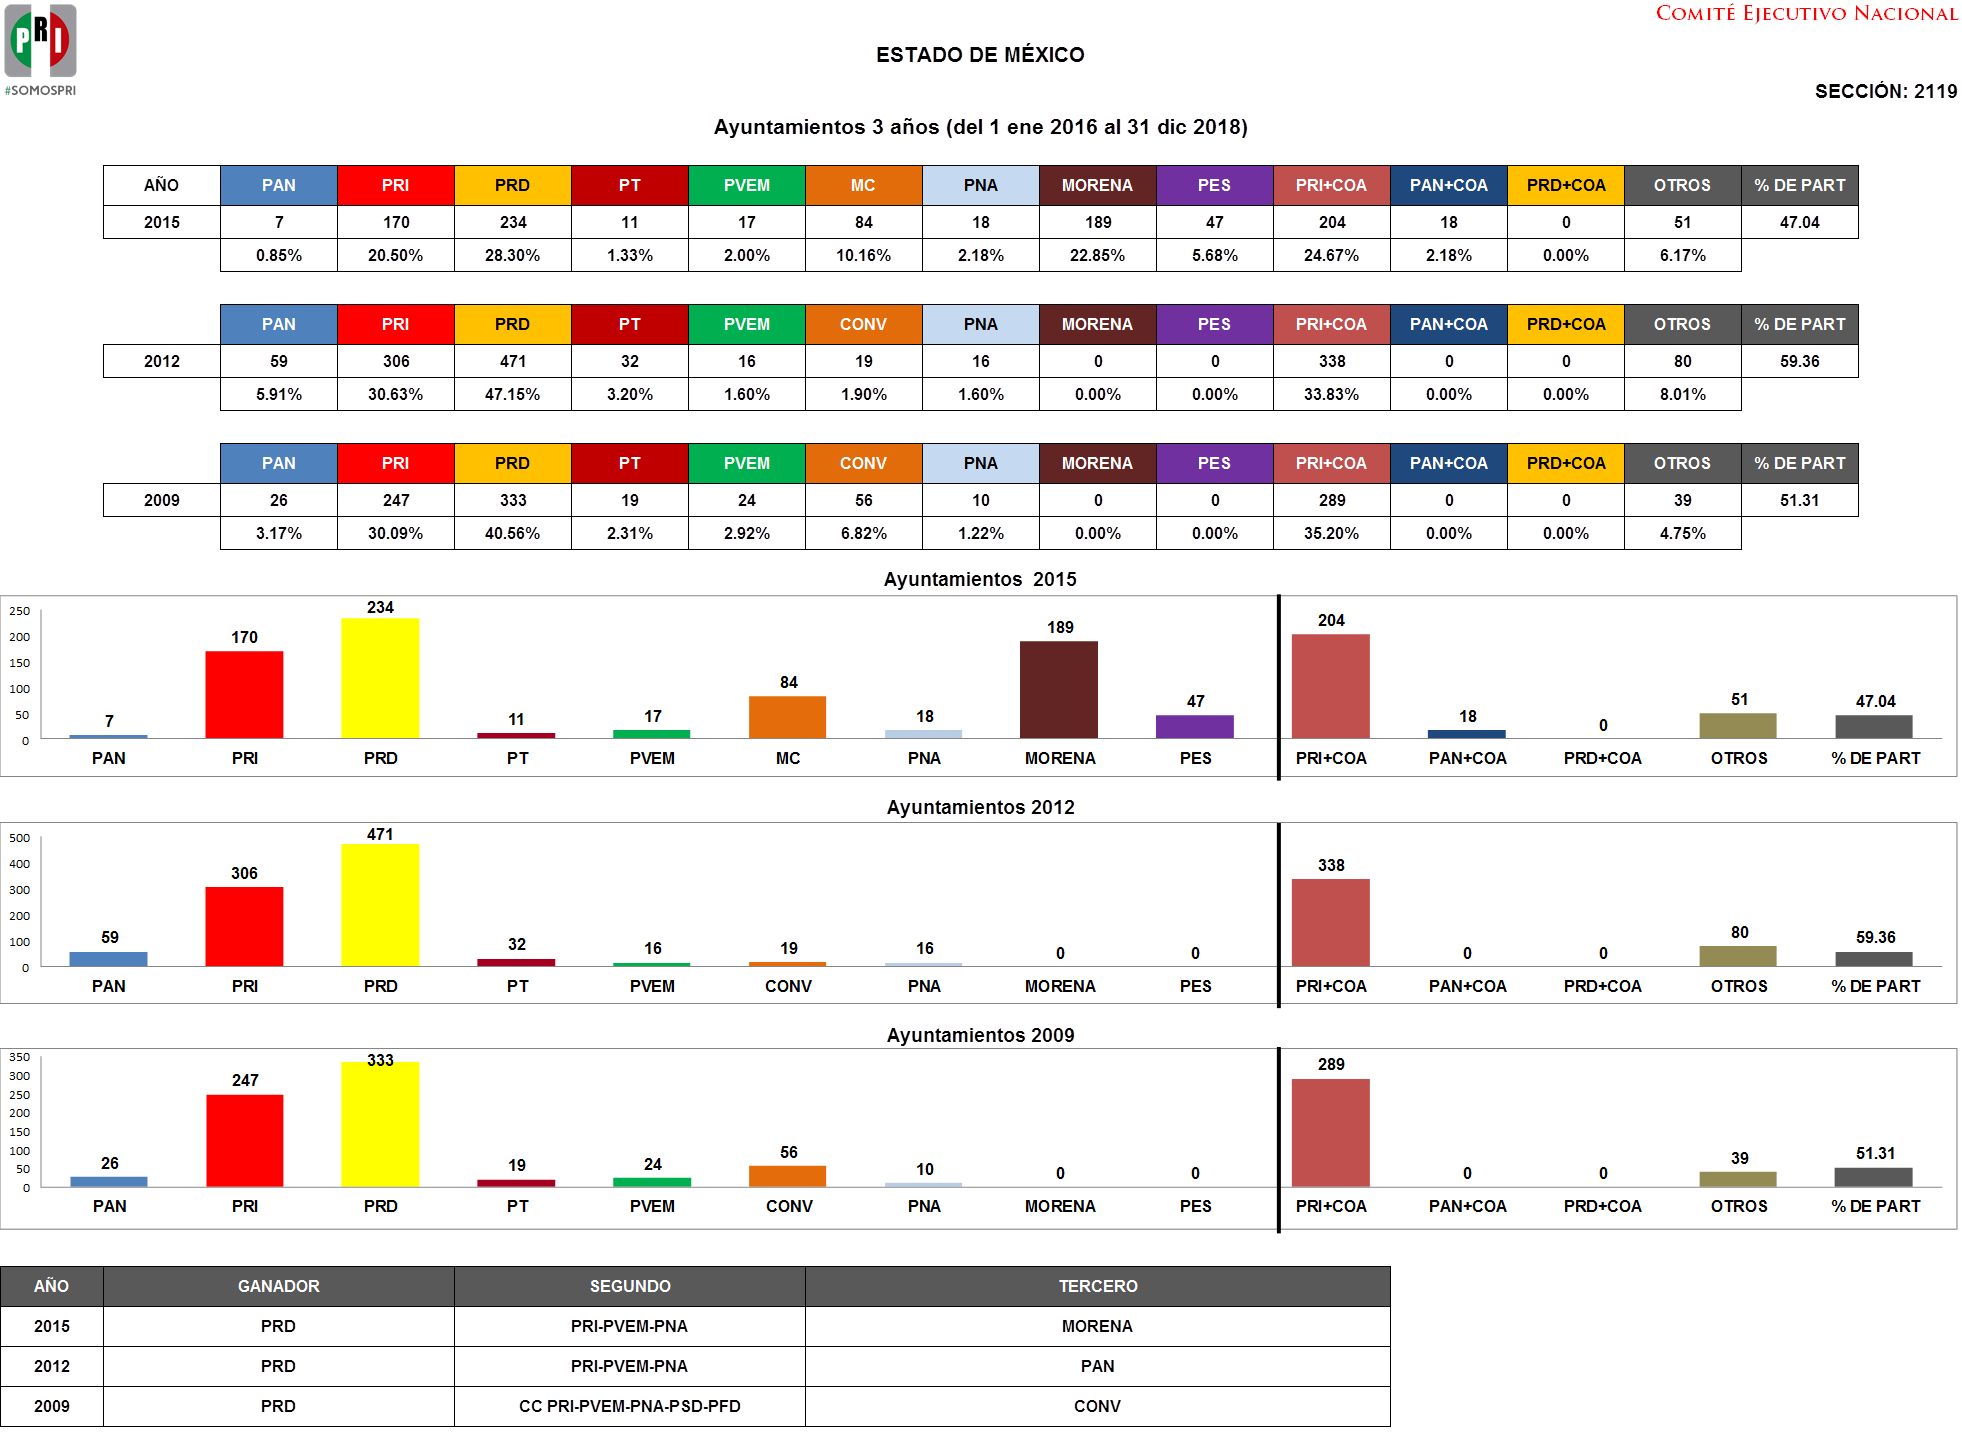 PRI
#SOMOSPRI
COMITÉ EJECUTIVO NACIONAL
ESTADO DE MÉXICO
SECCIÓN: 2119
Ayuntamientos 3 años (del 1 ene 2016 al 31 dic 2018)
AÑO PAN PRI PRD PT PVEM MC PNA MORENA PES PRI+COA PAN+COA PRD+COA OTROS % DE PART
2015 7 170 234 11 17 84 18 189 47 204 18 0 51 47.04
0.85% 20.50% 28.30% 1.33% 2.00% 10.16% 2.18% 22.85% 5.68% 24.67% 2.18% 0.00% 6.17%
PAN PRI PRD PT PVEM CONV PNA MORENA PES PRI+COA PAN+COA PRD+COA OTROS % DE PART
2012 59 306 471 32 16 19 16 0 0 338 0 0 80 59.36
5.91% 30.63% 47.15% 3.20% 1.60% 1.90% 1.60% 0.00% 0.00% 33.83% 0.00% 0.00% 8.01%
PAN PRI PRD PT PVEM CONV PNA MORENA PES PRI+COA PAN+COA PRD+COA OTROS % DE PART
2009 26 247 333 19 24 56 10 0 0 289 0 0 39 51.31
3.17% 30.09% 40.56% 2.31% 2.92% 6.82% 1.22% 0.00% 0.00% 35.20% 0.00% 0.00% 4.75%
Ayuntamientos 2015
250
200
150
100
50
0
7 170 234 11 17 84 18 189 47 204 18 0 51 47.04
PAN PRI PRD PT PVEM MC PNA MORENA PES PRI+COA PAN+COA PRD+COA OTROS % DE PART
Ayuntamientos 2012
500
400
300
200
100
0
59 306 471 32 16 19 16 0 0 338 0 0 80 59.36
PAN PRI PRD PT PVEM CONV PNA MORENA PES PRI+COA PAN+COA PRD+COA OTROS % DE PART
Ayuntamientos 2009
350
300
250
200
150
100
50
0
26 247 333 19 24 56 10 0 0 289 0 0 39 51.31
PAN PRI PRD PT PVEM CONV PNA MORENA PES PRI+COA PAN+COA PRD+COA OTROS % DE PART
AÑO GANADOR SEGUNDO TERCERO
2015 PRD PRI-PVEM-PNA MORENA
2012 PRD PRI-PVEM-PNA PAN
2009 PRD CC PRI-PVEM-PNA-PSD-PFD CONV